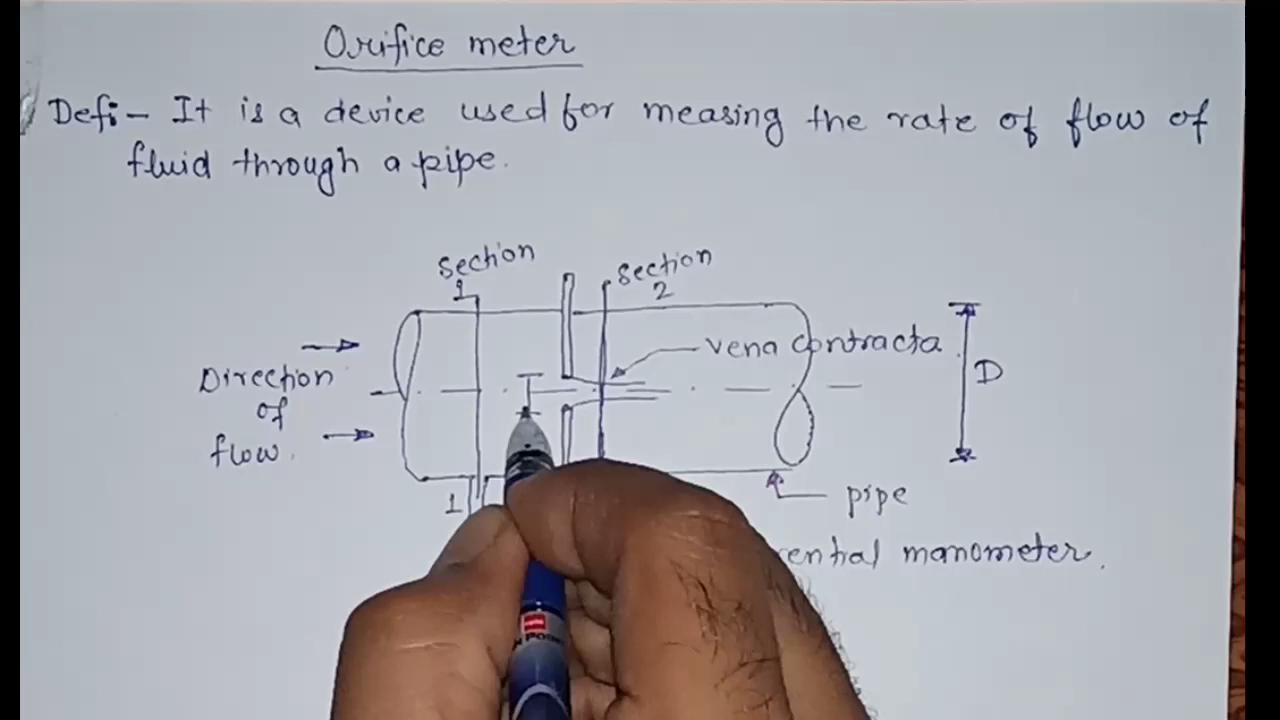 Orifice meter
Defi:- It is a device used for measing the rate of flow of
fluid through a pipe.
Section
1
Section
2
Direction
of
flow.
Vena contracta
D
1
pipe
manometer.